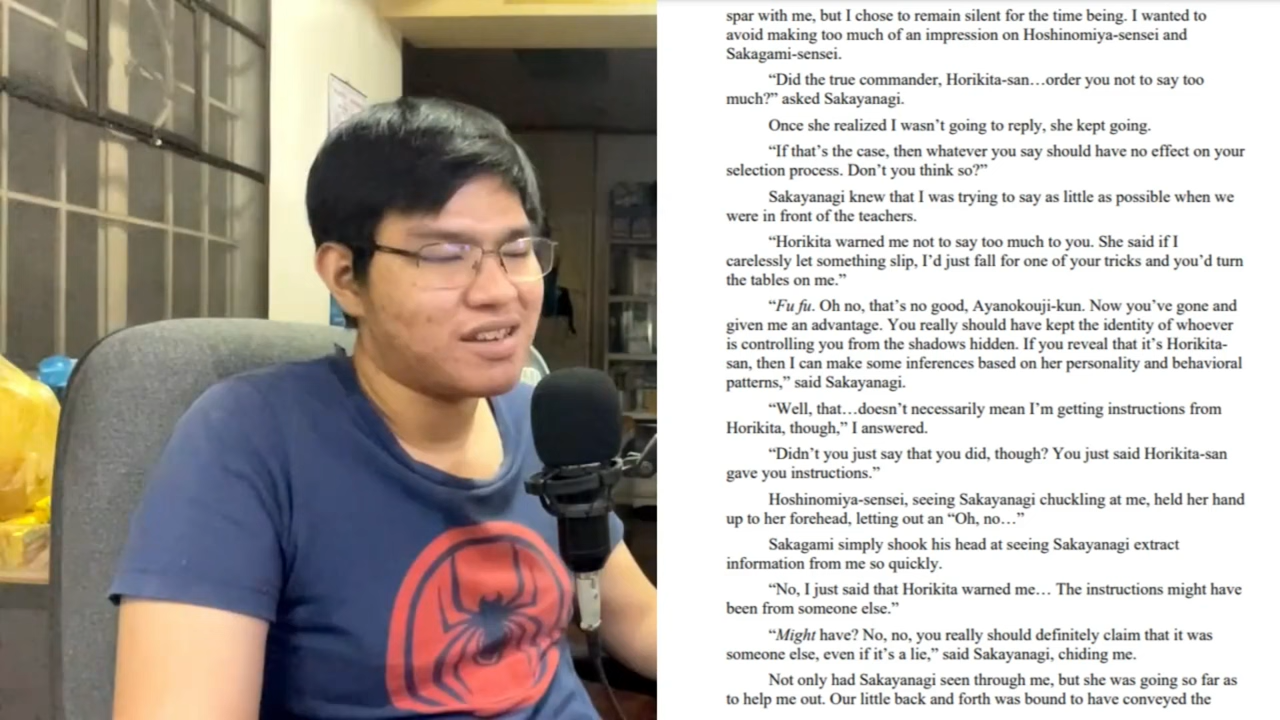 spar with me, but I chose to remain silent for the time being. I wanted to
avoid making too much of an impression on Hoshinomiya-sensei and
Sakagami-sensei.
“Did the true commander, Horikita-san…order you not to say too
much?” asked Sakayanagi.
Once she realized I wasn’t going to reply, she kept going.
“If that’s the case, then whatever you say should have no effect on your
selection process. Don’t you think so?”
Sakayanagi knew that I was trying to say as little as possible when we
were in front of the teachers.
“Horikita warned me not to say too much to you. She said if I
carelessly let something slip, I’d just fall for one of your tricks and you’d turn
the tables on me.”
“Fu fu. Oh no, that’s no good, Ayanokouji-kun. Now you’ve gone and
given me an advantage. You really should have kept the identity of whoever
is controlling you from the shadows hidden. If you reveal that it’s Horikita-
san, then I can make some inferences based on her personality and behavioral
patterns,” said Sakayanagi.
“Well, that…doesn’t necessarily mean I’m getting instructions from
Horikita, though,” I answered.
“Didn’t you just say that you did, though? You just said Horikita-san
gave you instructions.”
Hoshinomiya-sensei, seeing Sakayanagi chuckling at me, held her hand
up to her forehead, letting out an “Oh, no…”
Sakagami simply shook his head at seeing Sakayanagi extract
information from me so quickly.
“No, I just said that Horikita warned me… The instructions might have
been from someone else.”
“Might have? No, no, you really should definitely claim that it was
someone else, even if it’s a lie,” said Sakayanagi, chiding me.
Not only had Sakayanagi seen through me, but she was going so far as
to help me out. Our little back and forth was bound to have conveyed the